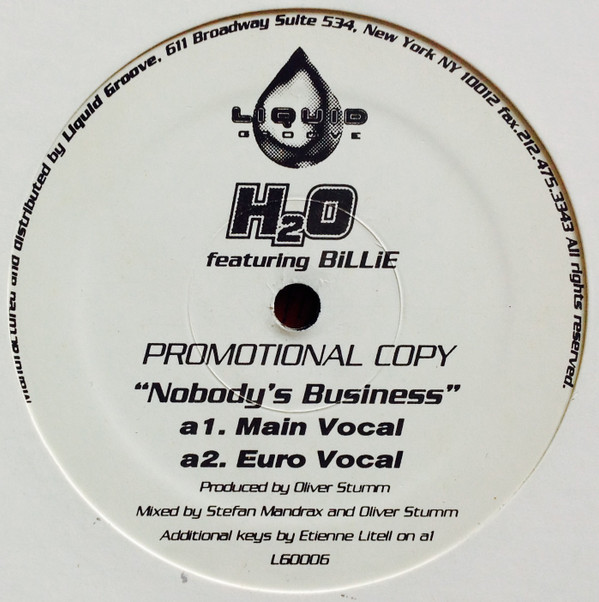 Manufactured and distributed by Liquid Groove, 611 Broadway Suite 534, New York NY 10012 fax.212.475.3343 All rights reserved.
LIQUID
GROOVE
H2O
featuring BiLLiE
PROMOTIONAL COPY
“Nobody's Business”
a1. Main Vocal
a2. Euro Vocal
Produced by Oliver Stumm
Mixed by Stefan Mandrax and Oliver Stumm
Additional keys by Etienne Litell on a1
LG0006